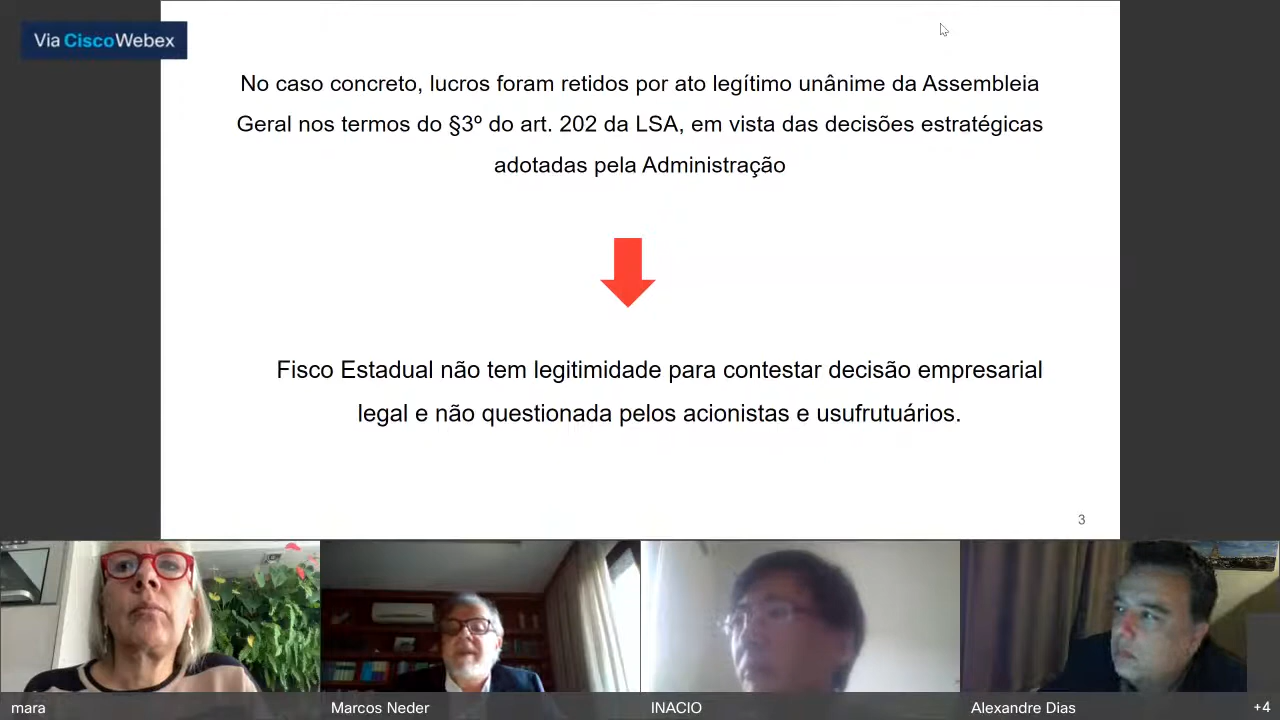 Via CiscoWebex
No caso concreto, lucros foram retidos por ato legítimo unânime da Assembleia
Geral nos termos do §3º do art. 202 da LSA, em vista das decisões estratégicas
adotadas pela Administração
Fisco Estadual não tem legitimidade para contestar decisão empresarial
legal e não questionada pelos acionistas e usufrutuários.
3
mara
Marcos Neder
INACIO
Alexandre Dias
+4